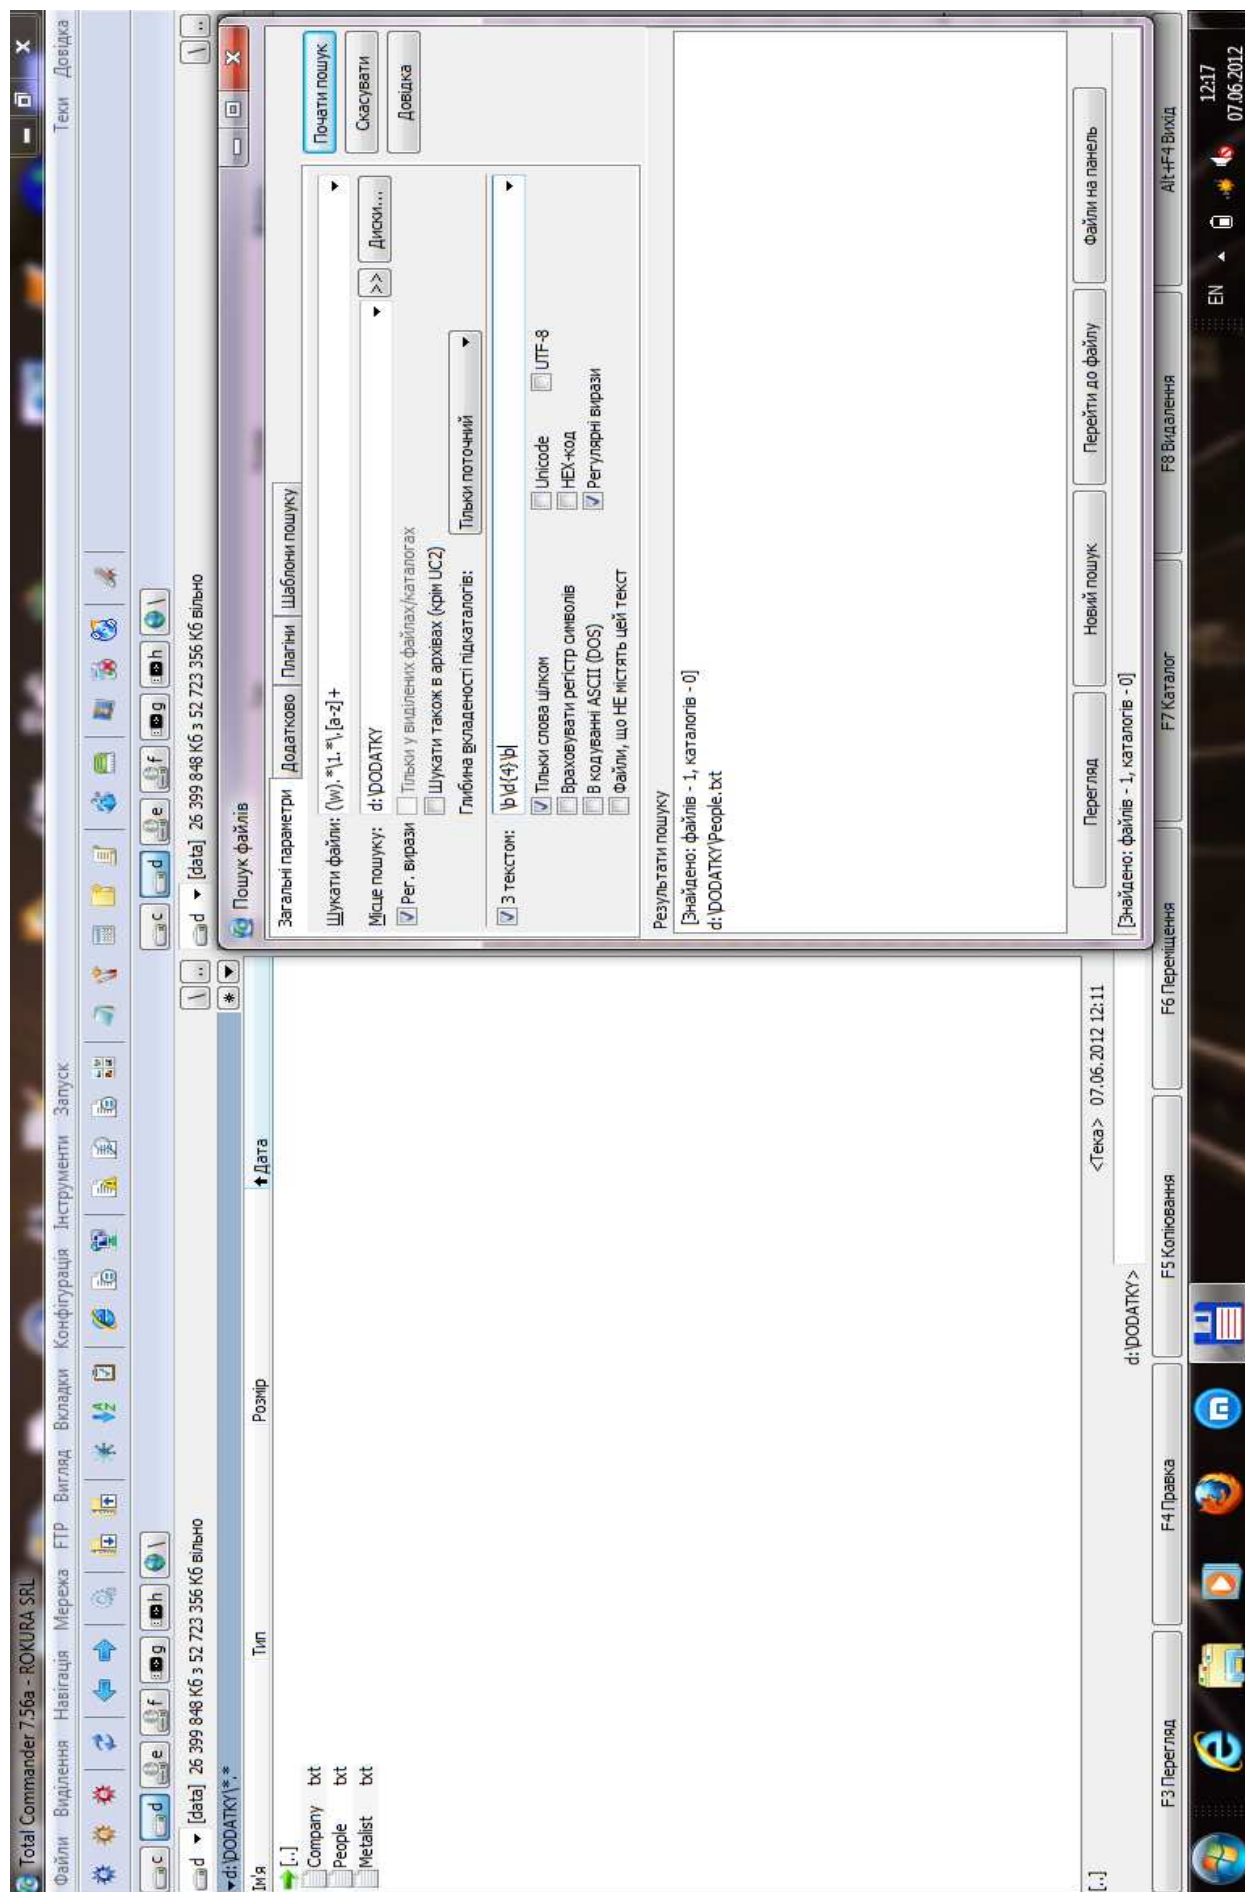 Total Commander 7.56a - ROKURA SRL
Файли Виділення Навігація Мережа FTP Вигляд Вкладки Конфігурація Інструменти Запуск Теки Довідка
c d e f g h \
d [data] 26 399 848 Кб з 52 723 356 Кб вільно \ ..
d:\DODATKY\*.* * 
Ім'я Тип Розмір Дата
[..]
Company txt
People txt
Metalist txt
[..] <Тека> 07.06.2012 12:11
c d e f g h \
d [data] 26 399 848 Кб з 52 723 356 Кб вільно \ ..
Пошук файлів
Загальні параметри Додатково Плагіни Шаблони пошуку
Почати пошук
Скасувати
Довідка
Шукати файли: (\w).*\1.*\.[a-z]+
Місце пошуку: d:\DODATKY >> Диски...
Рег. вирази Тільки у виділених файлах/каталогах
Шукати також в архівах (крім UC2)
Глибина вкладеності підкаталогів: Тільки поточний
З текстом: \b\d{4}\b
Тільки слова цілком Unicode UTF-8
Враховувати регістр символів HEX-код
В кодуванні ASCII (DOS) Регулярні вирази
Файли, що НЕ містять цей текст
Результати пошуку
[Знайдено: файлів - 1, каталогів - 0]
d:\DODATKY\People.txt
Перегляд Новий пошук Перейти до файлу Файли на панель
[Знайдено: файлів - 1, каталогів - 0]
d:\DODATKY>
F3 Перегляд F4 Правка F5 Копіювання F6 Переміщення F7 Каталог F8 Видалення Alt+F4 Вихід
EN 12:17
07.06.2012